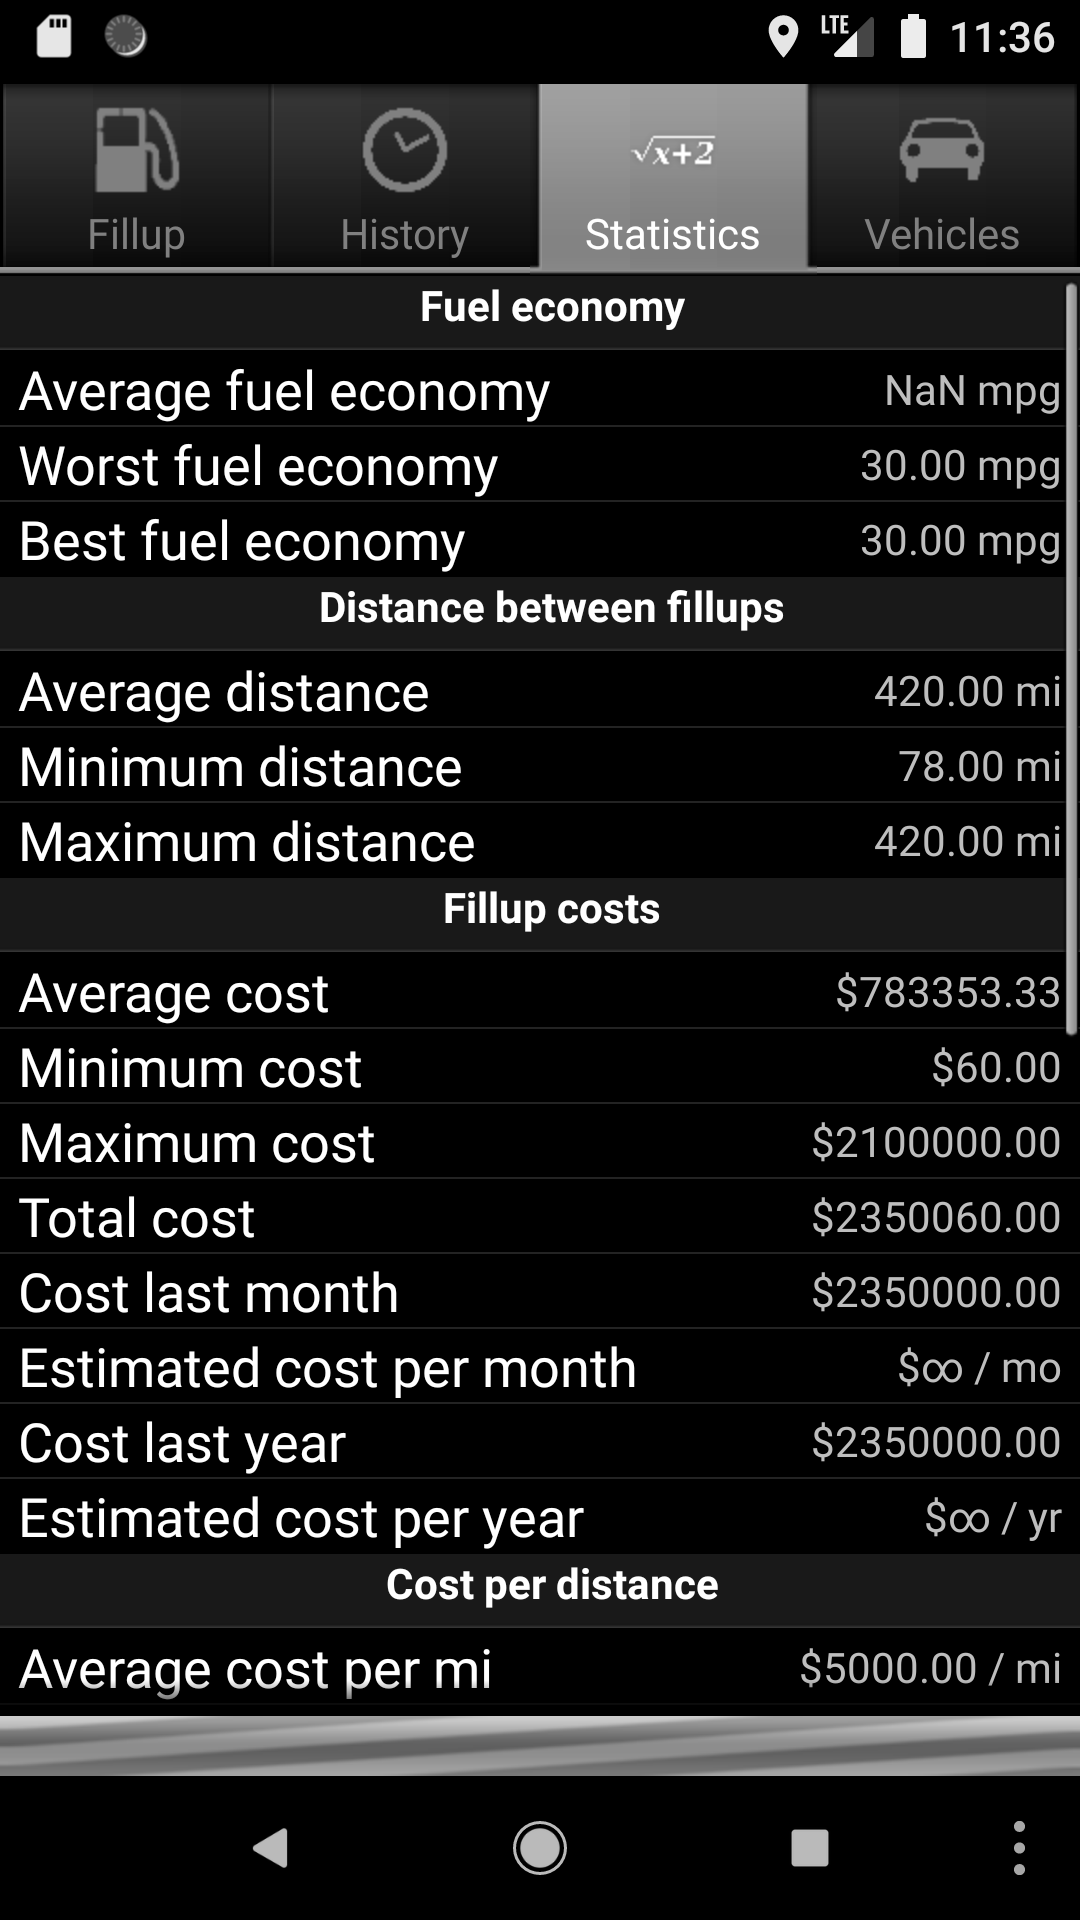 LTE 11:36
√x+2
Fillup History Statistics Vehicles
Fuel economy
Average fuel economy NaN mpg
Worst fuel economy 30.00 mpg
Best fuel economy 30.00 mpg
Distance between fillups
Average distance 420.00 mi
Minimum distance 78.00 mi
Maximum distance 420.00 mi
Fillup costs
Average cost $783353.33
Minimum cost $60.00
Maximum cost $2100000.00
Total cost $2350060.00
Cost last month $2350000.00
Estimated cost per month $∞ / mo
Cost last year $2350000.00
Estimated cost per year $∞ / yr
Cost per distance
Average cost per mi $5000.00 / mi